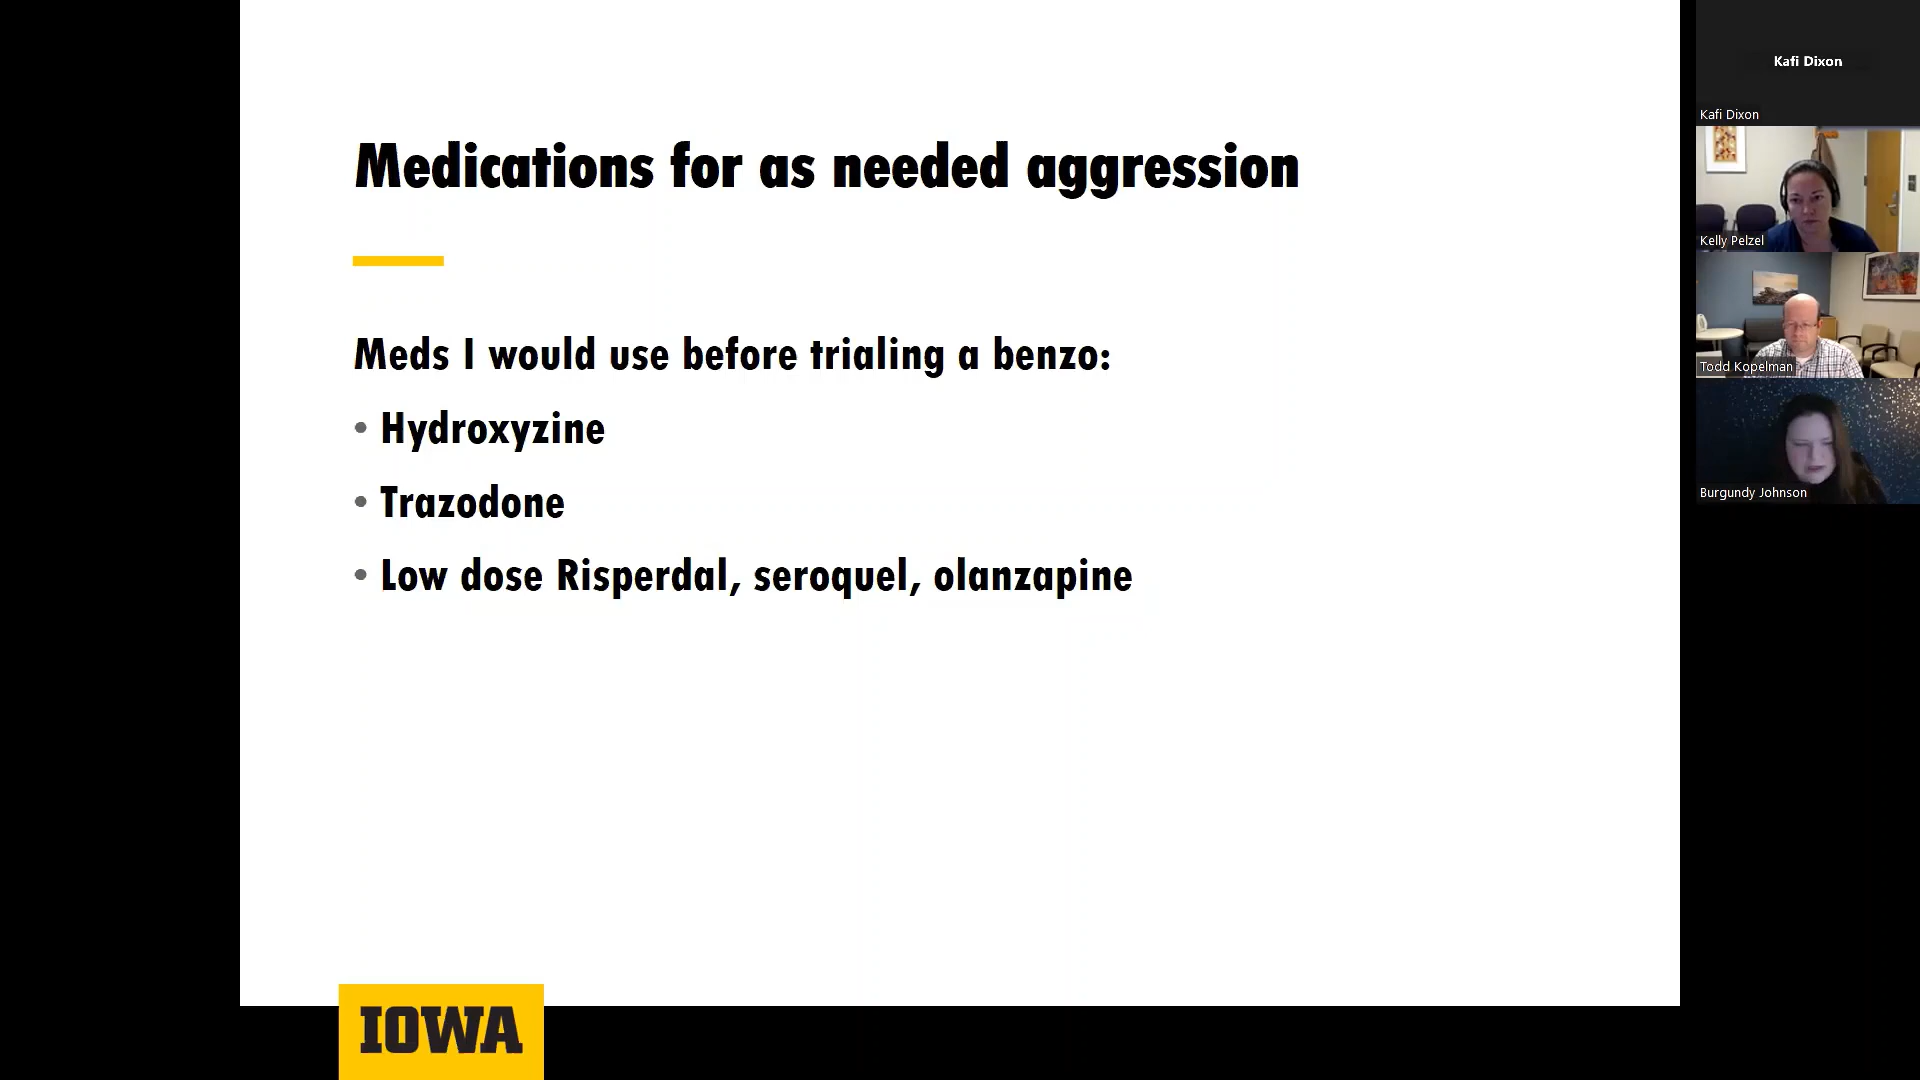 Medications for as needed aggression
Meds I would use before trialing a benzo:
• Hydroxyzine
• Trazodone
• Low dose Risperdal, seroquel, olanzapine
IOWA
Kafi Dixon
Kafi Dixon
Kelly Pelzel
Todd Kopelman
Burgundy Johnson